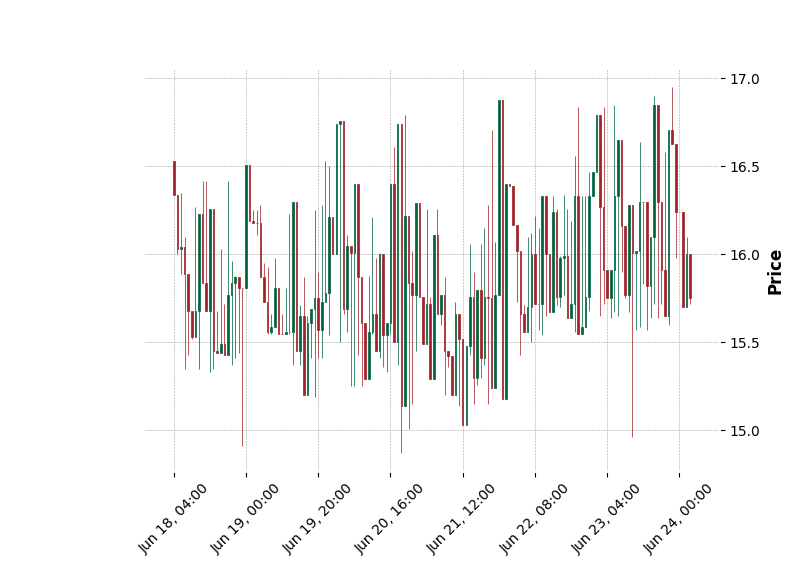 17.0
16.5
16.0
15.5
15.0
Price
Jun 18, 04:00
Jun 19, 00:00
Jun 19, 20:00
Jun 20, 16:00
Jun 21, 12:00
Jun 22, 08:00
Jun 23, 04:00
Jun 24, 00:00